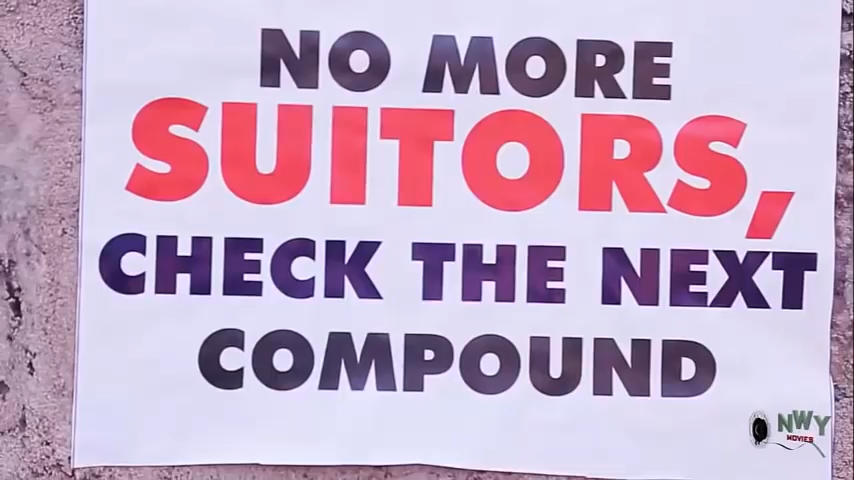 NO MORE
SUITORS,
CHECK THE NEXT
COMPOUND
NWY
MOVIES